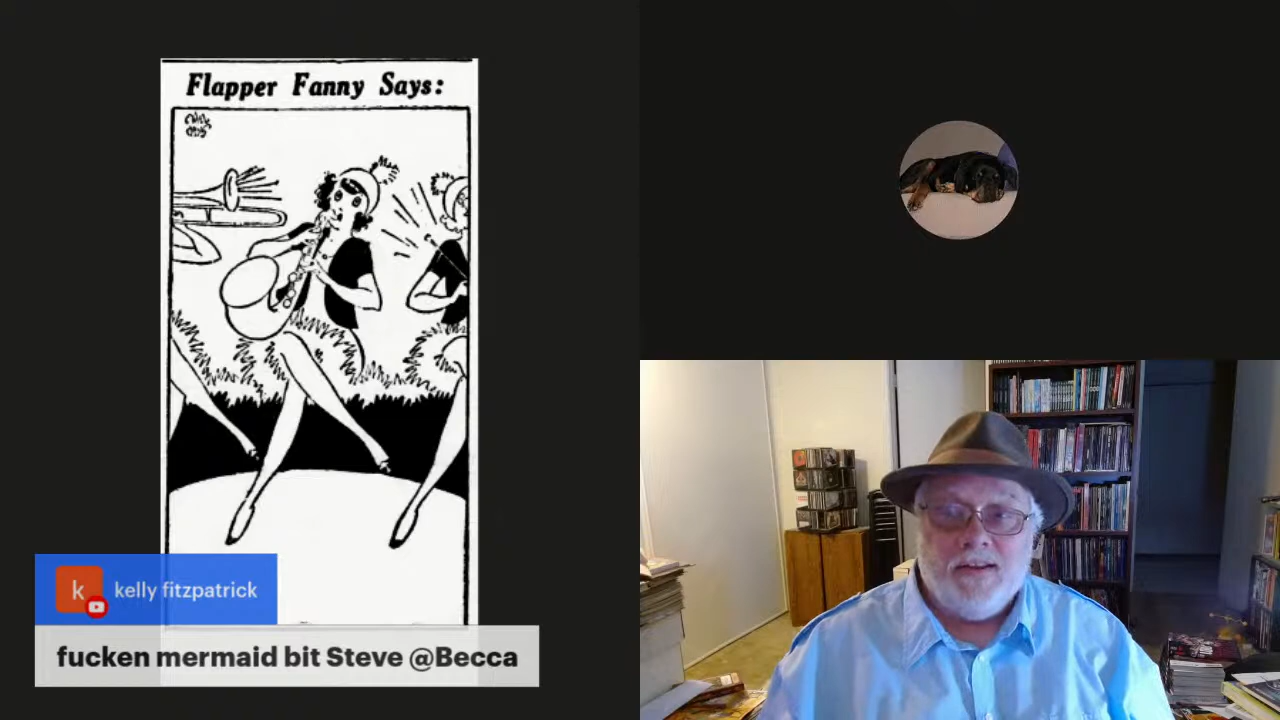 Flapper Fanny Says:
k
kelly fitzpatrick
fucken mermaid bit Steve @Becca